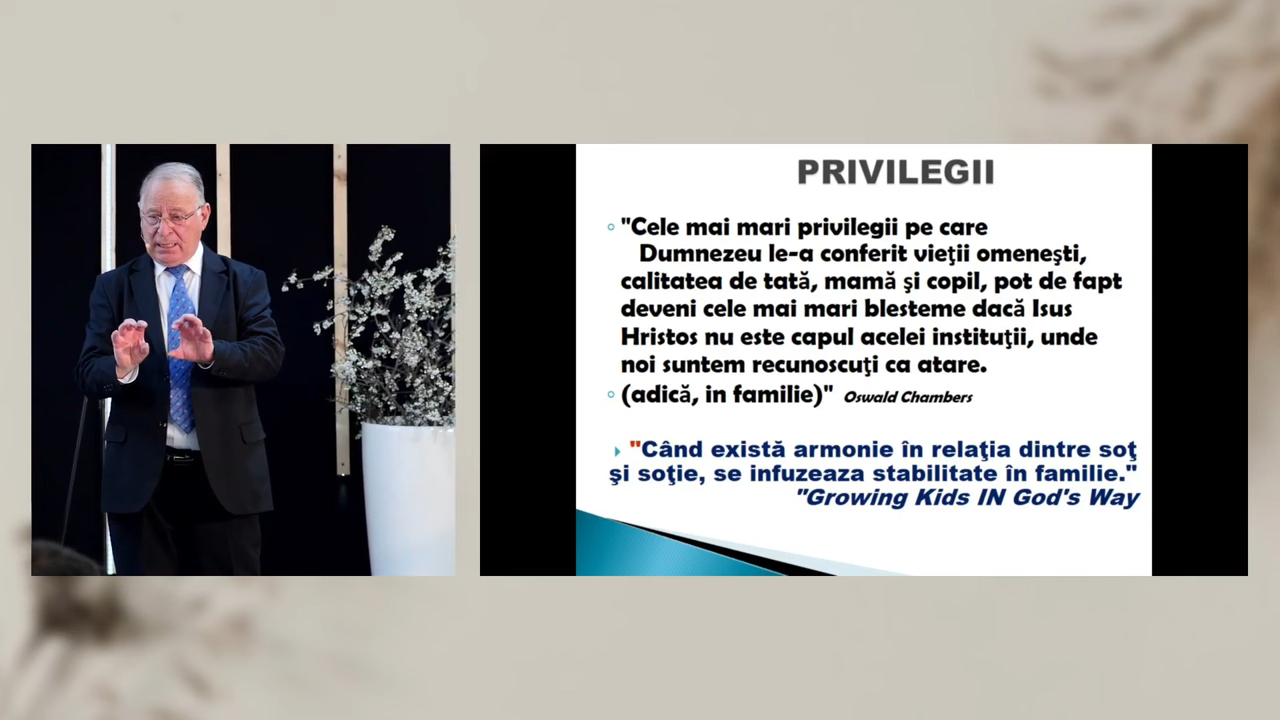 PRIVILEGII
"Cele mai mari privilegii pe care
Dumnezeu le-a conferit vieţii omeneşti,
calitatea de tată, mamă şi copil, pot de fapt
deveni cele mai mari blesteme dacă Isus
Hristos nu este capul acelei instituţii, unde
noi suntem recunoscuţi ca atare.
(adică, in familie)" Oswald Chambers
"Când există armonie în relaţia dintre soţ
şi soţie, se infuzeaza stabilitate în familie."
"Growing Kids IN God's Way